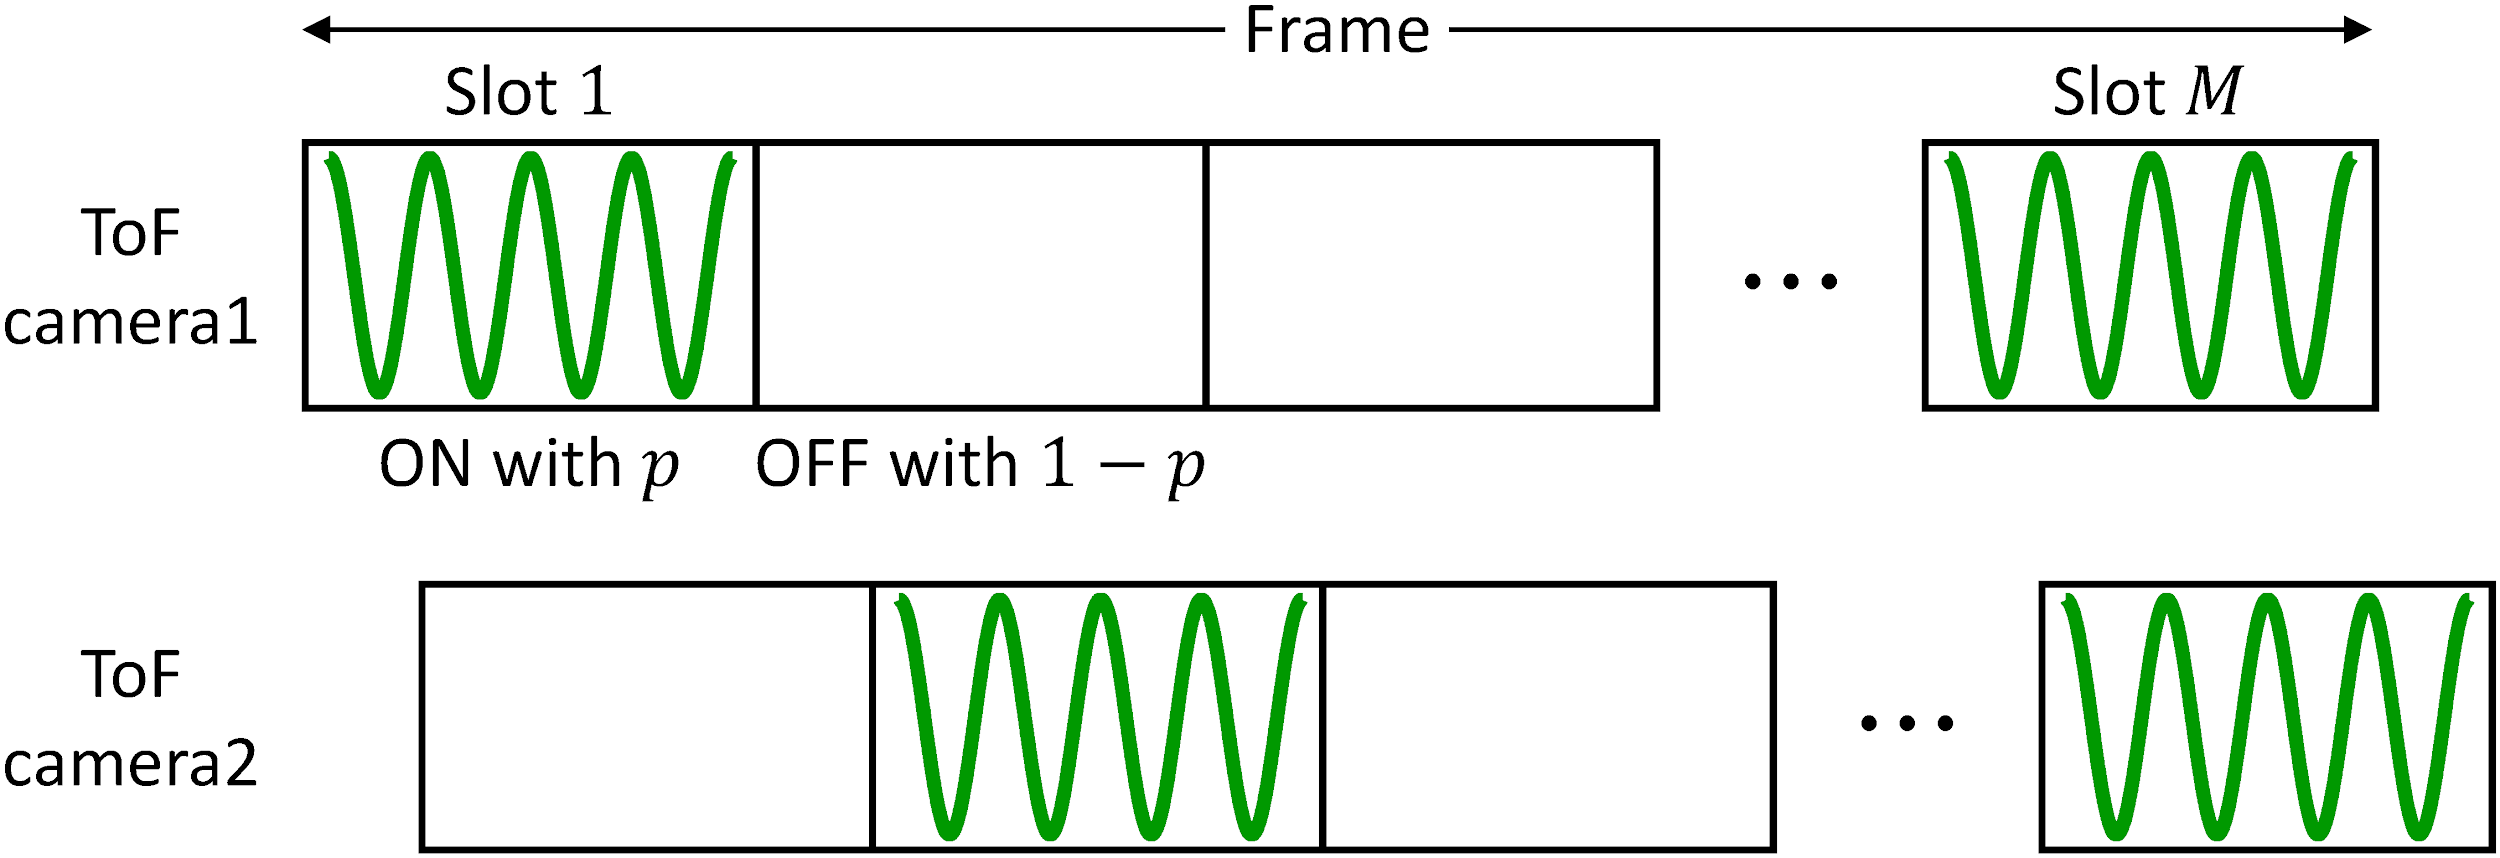 Frame
Slot 1
Slot M
ToF
camera1
ON with p
OFF with 1 − p
ToF
camera2